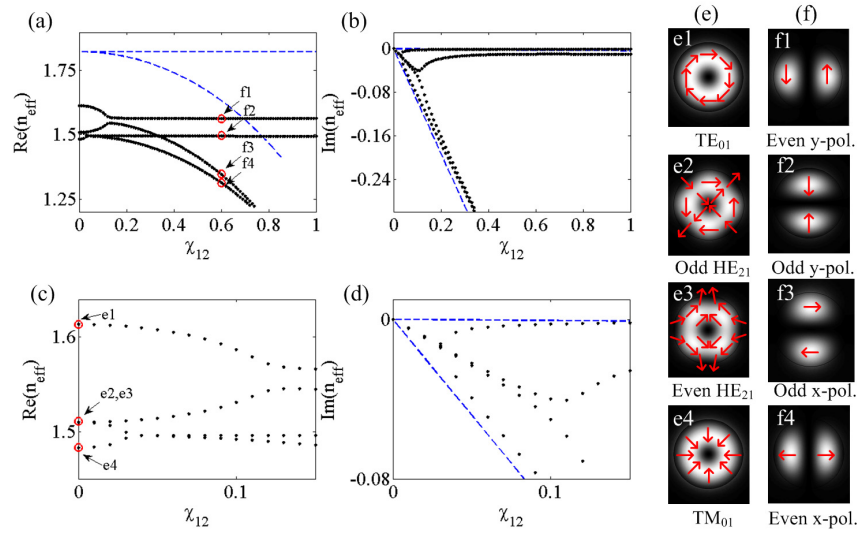 (a)
Re(n_eff)
1.75
1.5
1.25
f1
f2
f3
f4
0 0.2 0.4 0.6 0.8 1
χ12
(b)
Im(n_eff)
0
-0.08
-0.16
-0.24
0 0.2 0.4 0.6 0.8 1
χ12
(c)
Re(n_eff)
1.6
1.5
e1
e2,e3
e4
0 0.1
χ12
(d)
Im(n_eff)
0
-0.08
0 0.1
χ12
(e)
e1
TE01
e2
Odd HE21
e3
Even HE21
e4
TM01
(f)
f1
Even y-pol.
f2
Odd y-pol.
f3
Odd x-pol.
f4
Even x-pol.